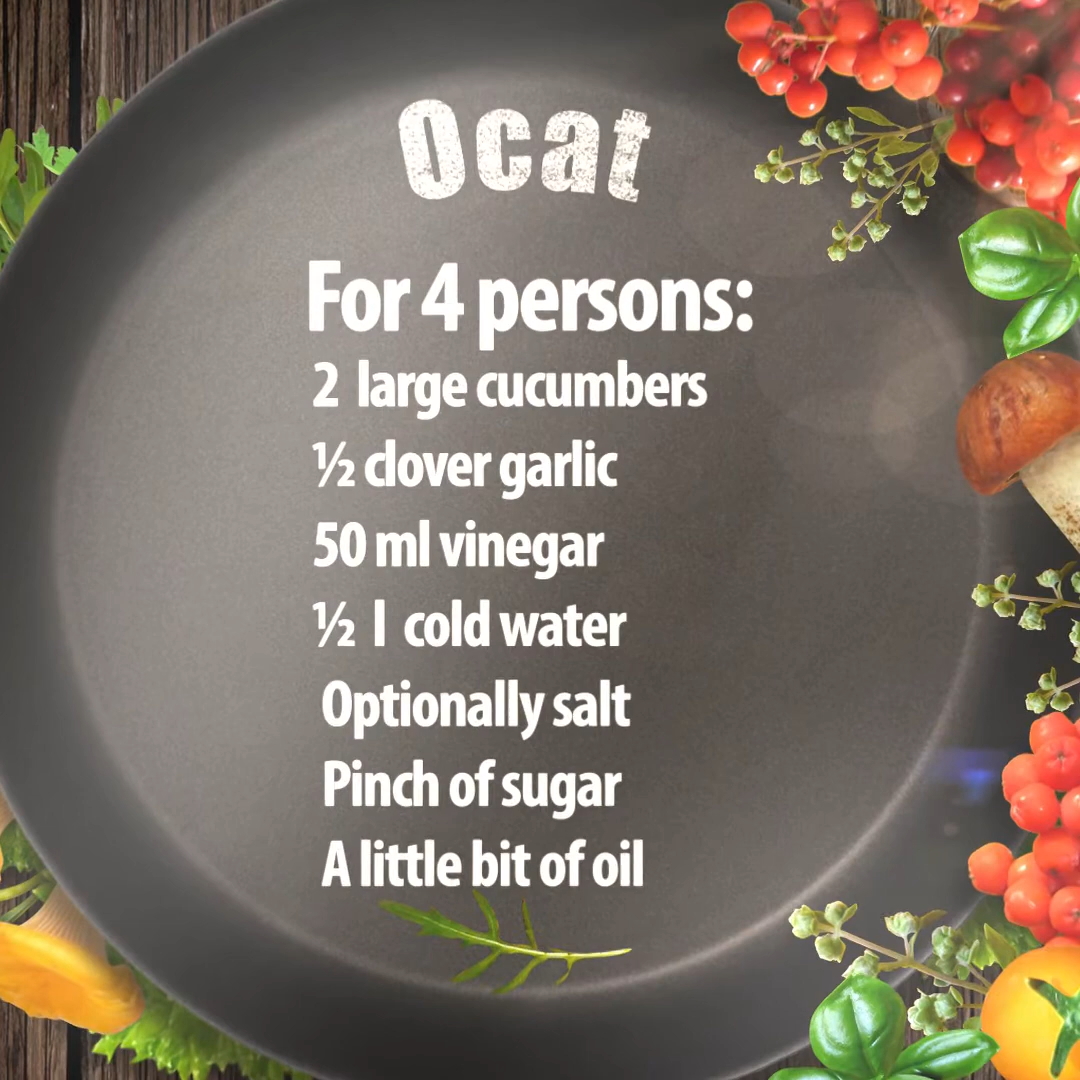 Ocat
For 4 persons:
2 large cucumbers
½ clover garlic
50 ml vinegar
½ l cold water
Optionally salt
Pinch of sugar
A little bit of oil